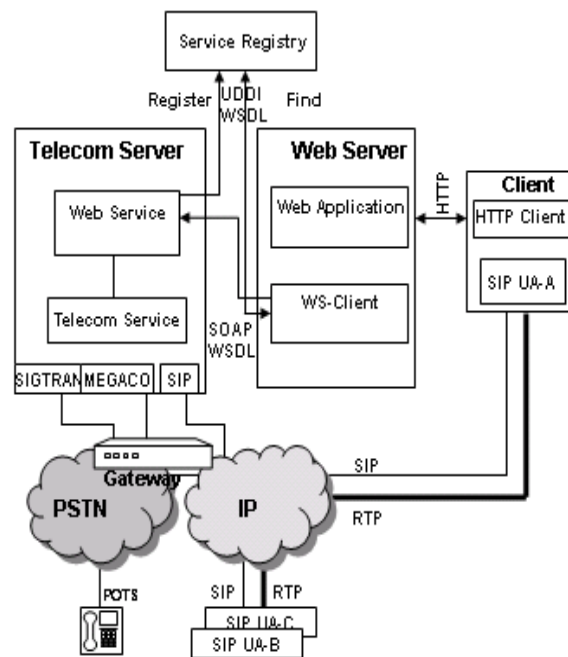 Service Registry
Register
UDDI
WSDL
Find
Telecom Server
Web Server
Client
Web Service
Web Application
HTTP
HTTP Client
SIP UA-A
Telecom Service
WS-Client
SOAP
WSDL
SIGTRAN
MEGACO
SIP
Gateway
PSTN
IP
SIP
RTP
POTS
SIP
RTP
SIP UA-C
SIP UA-B